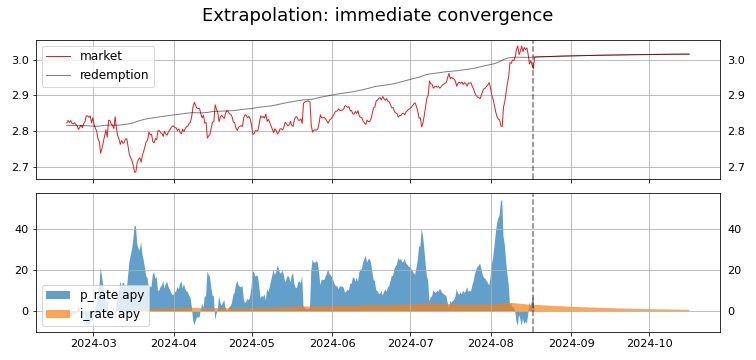 Extrapolation: immediate convergence
market
redemption
3.0
2.9
2.8
2.7
3.0
2.9
2.8
2.7
p_rate apy
i_rate apy
40
20
0
40
20
0
2024-03 2024-04 2024-05 2024-06 2024-07 2024-08 2024-09 2024-10